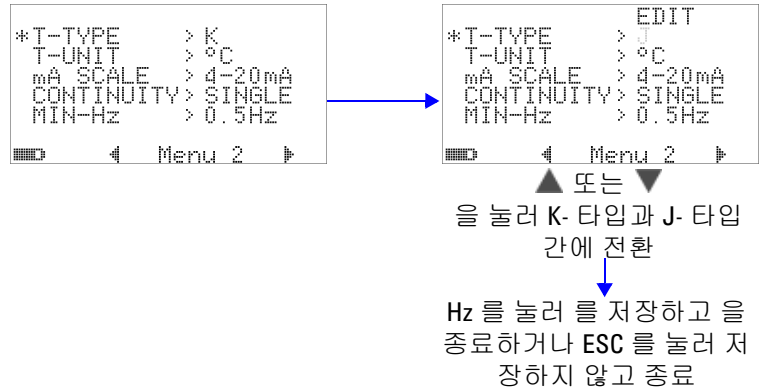 *T-TYPE > K
T-UNIT > ºC
mA SCALE > 4-20mA
CONTINUITY> SINGLE
MIN-Hz > 0.5Hz
Menu 2
EDIT
*T-TYPE > J
T-UNIT > ºC
mA SCALE > 4-20mA
CONTINUITY> SINGLE
MIN-Hz > 0.5Hz
Menu 2
▲ 또는 ▼
을 눌러 K- 타입과 J- 타입
간에 전환
Hz 를 눌러 를 저장하고 을
종료하거나 ESC 를 눌러 저
장하지 않고 종료